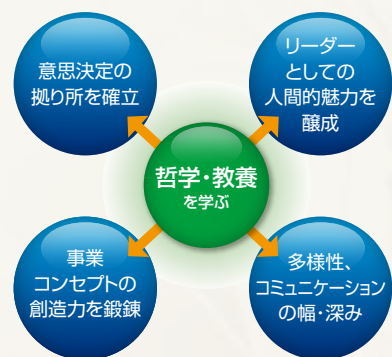 意思決定の
拠り所を確立
リーダー
としての
人間的魅力を
醸成
哲学・教養
を学ぶ
事業
コンセプトの
創造力を鍛錬
多様性、
コミュニケーション
の幅・深み